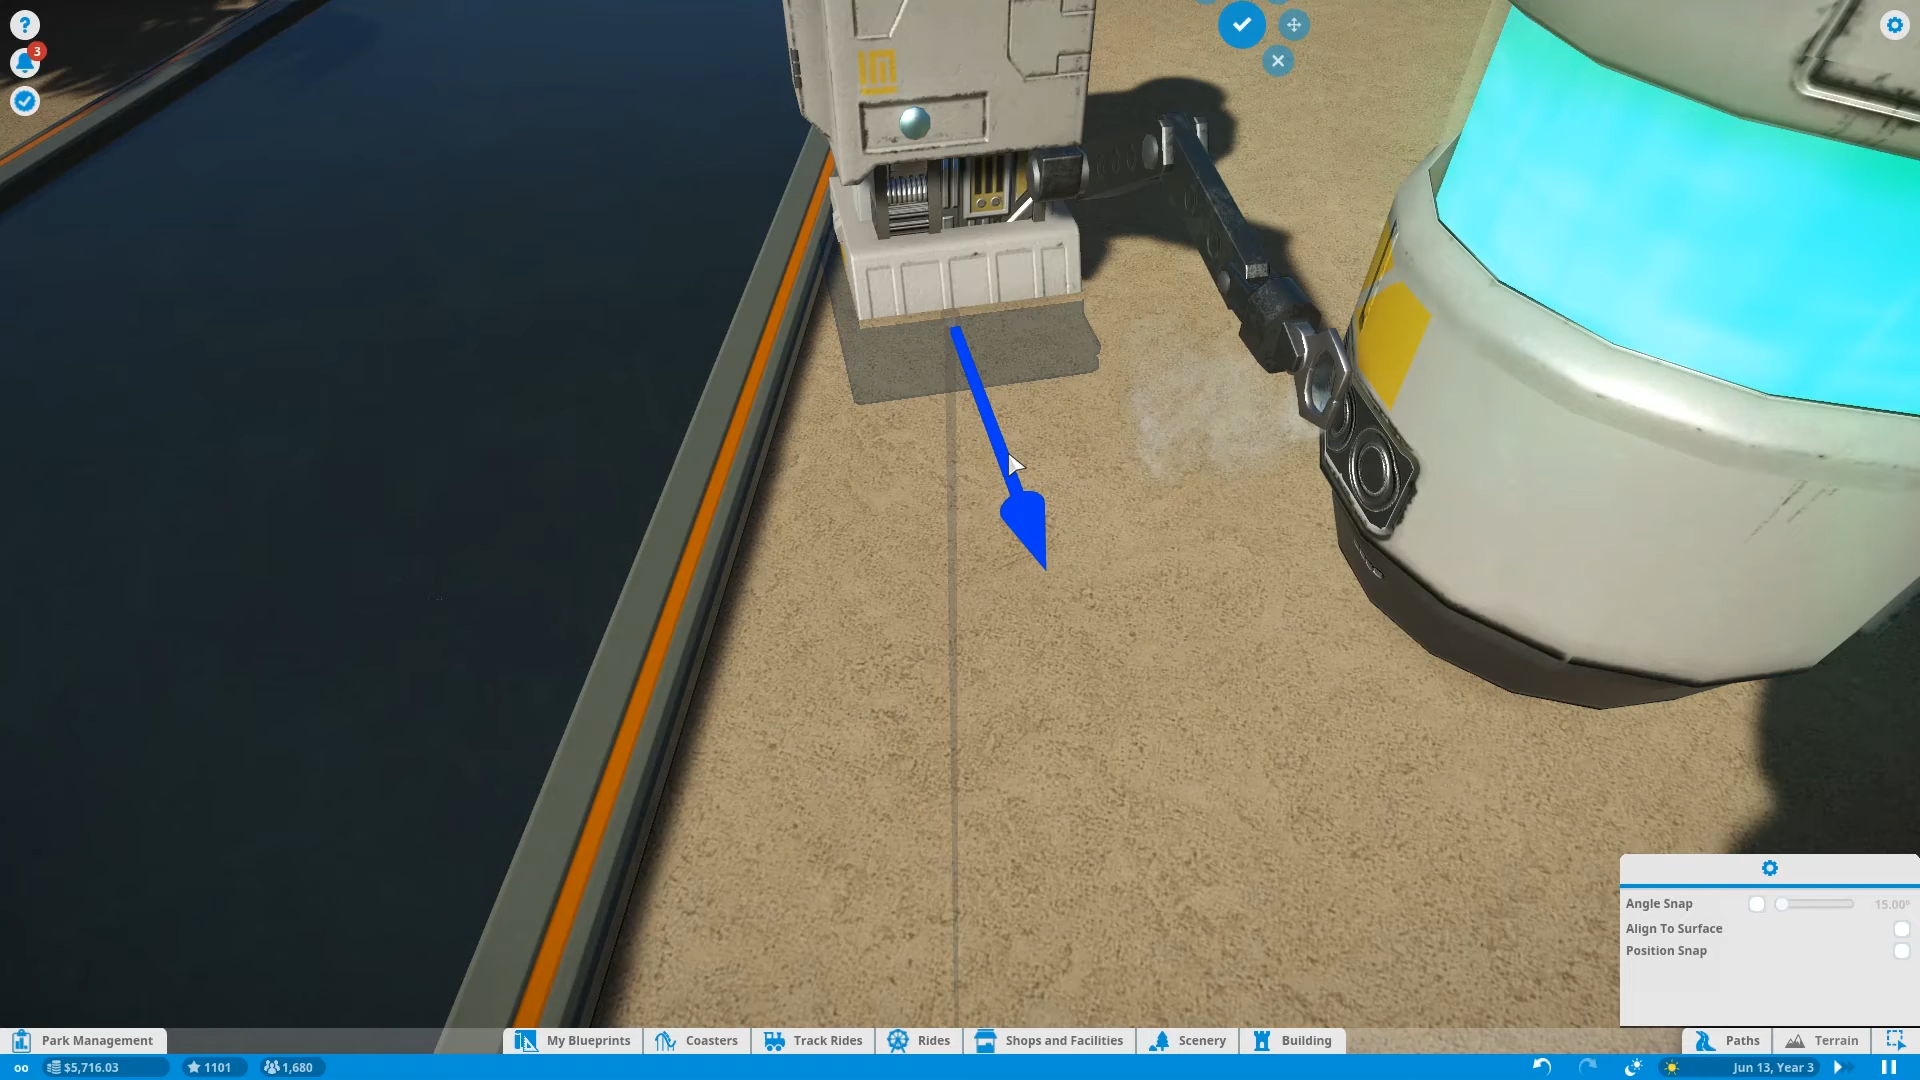 ?
3
Angle Snap 15.00°
Align To Surface
Position Snap
Park Management
My Blueprints
Coasters
Track Rides
Rides
Shops and Facilities
Scenery
Building
Paths
Terrain
$5,716.03
1101
1,680
Jun 13, Year 3